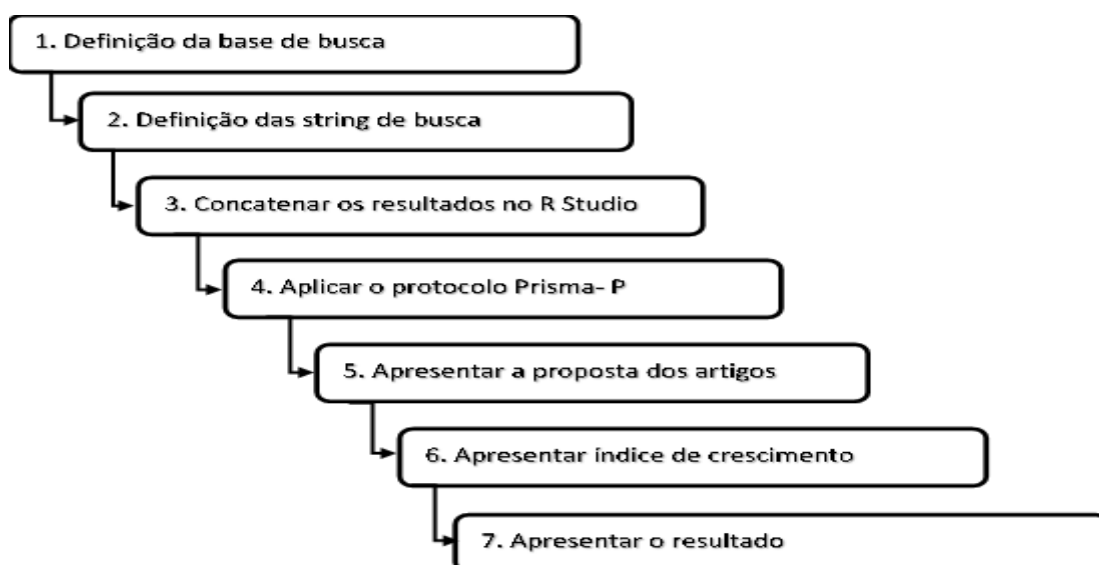 1. Definição da base de busca
2. Definição das string de busca
3. Concatenar os resultados no R Studio
4. Aplicar o protocolo Prisma- P
5. Apresentar a proposta dos artigos
6. Apresentar índice de crescimento
7. Apresentar o resultado